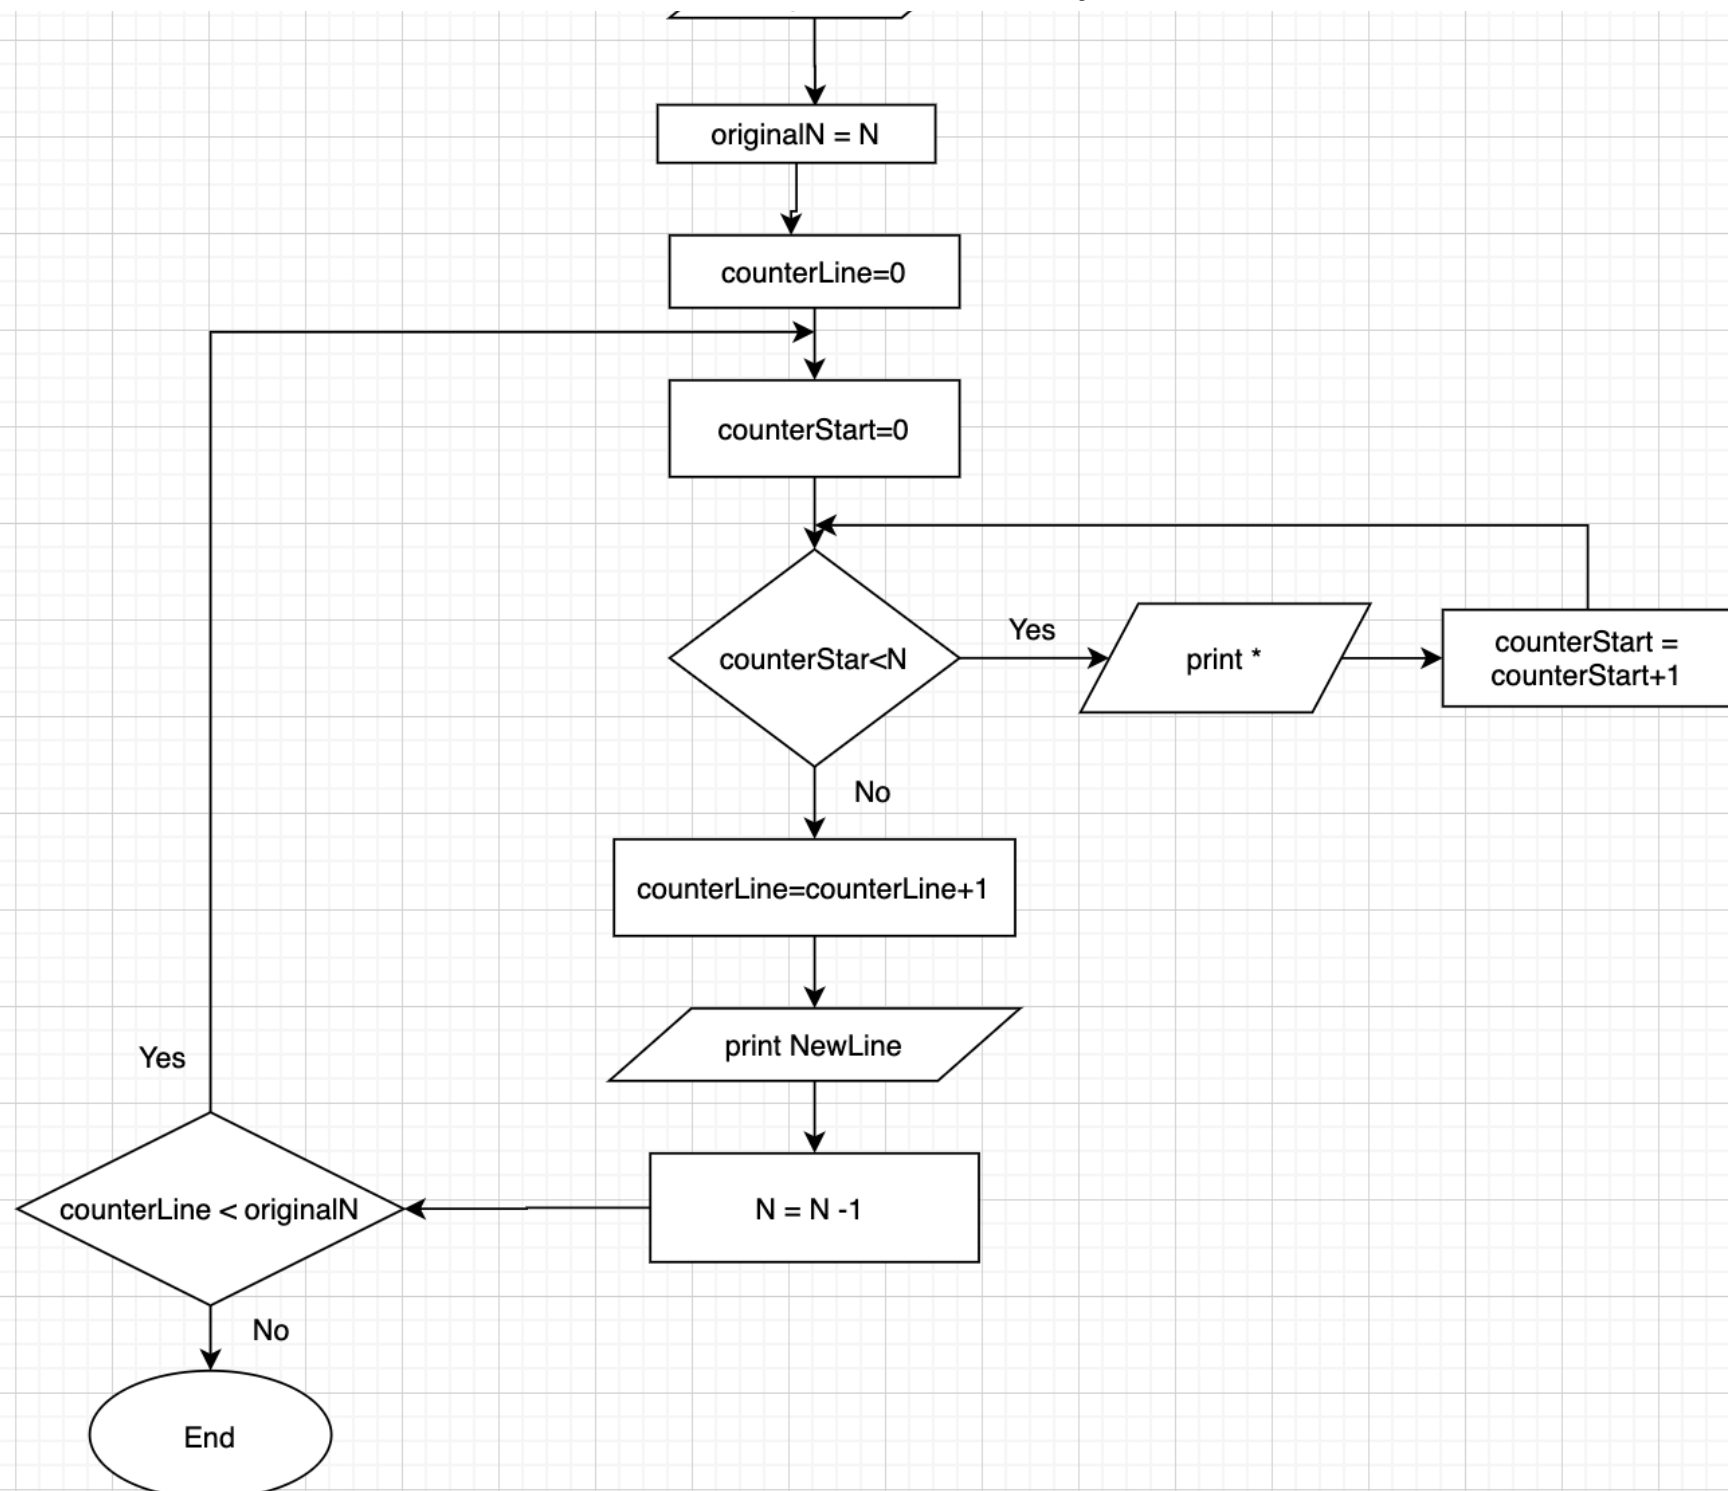 originalN = N
counterLine=0
counterStart=0
counterStar<N
Yes
print *
counterStart =
counterStart+1
No
counterLine=counterLine+1
print NewLine
Yes
counterLine < originalN
N = N -1
No
End